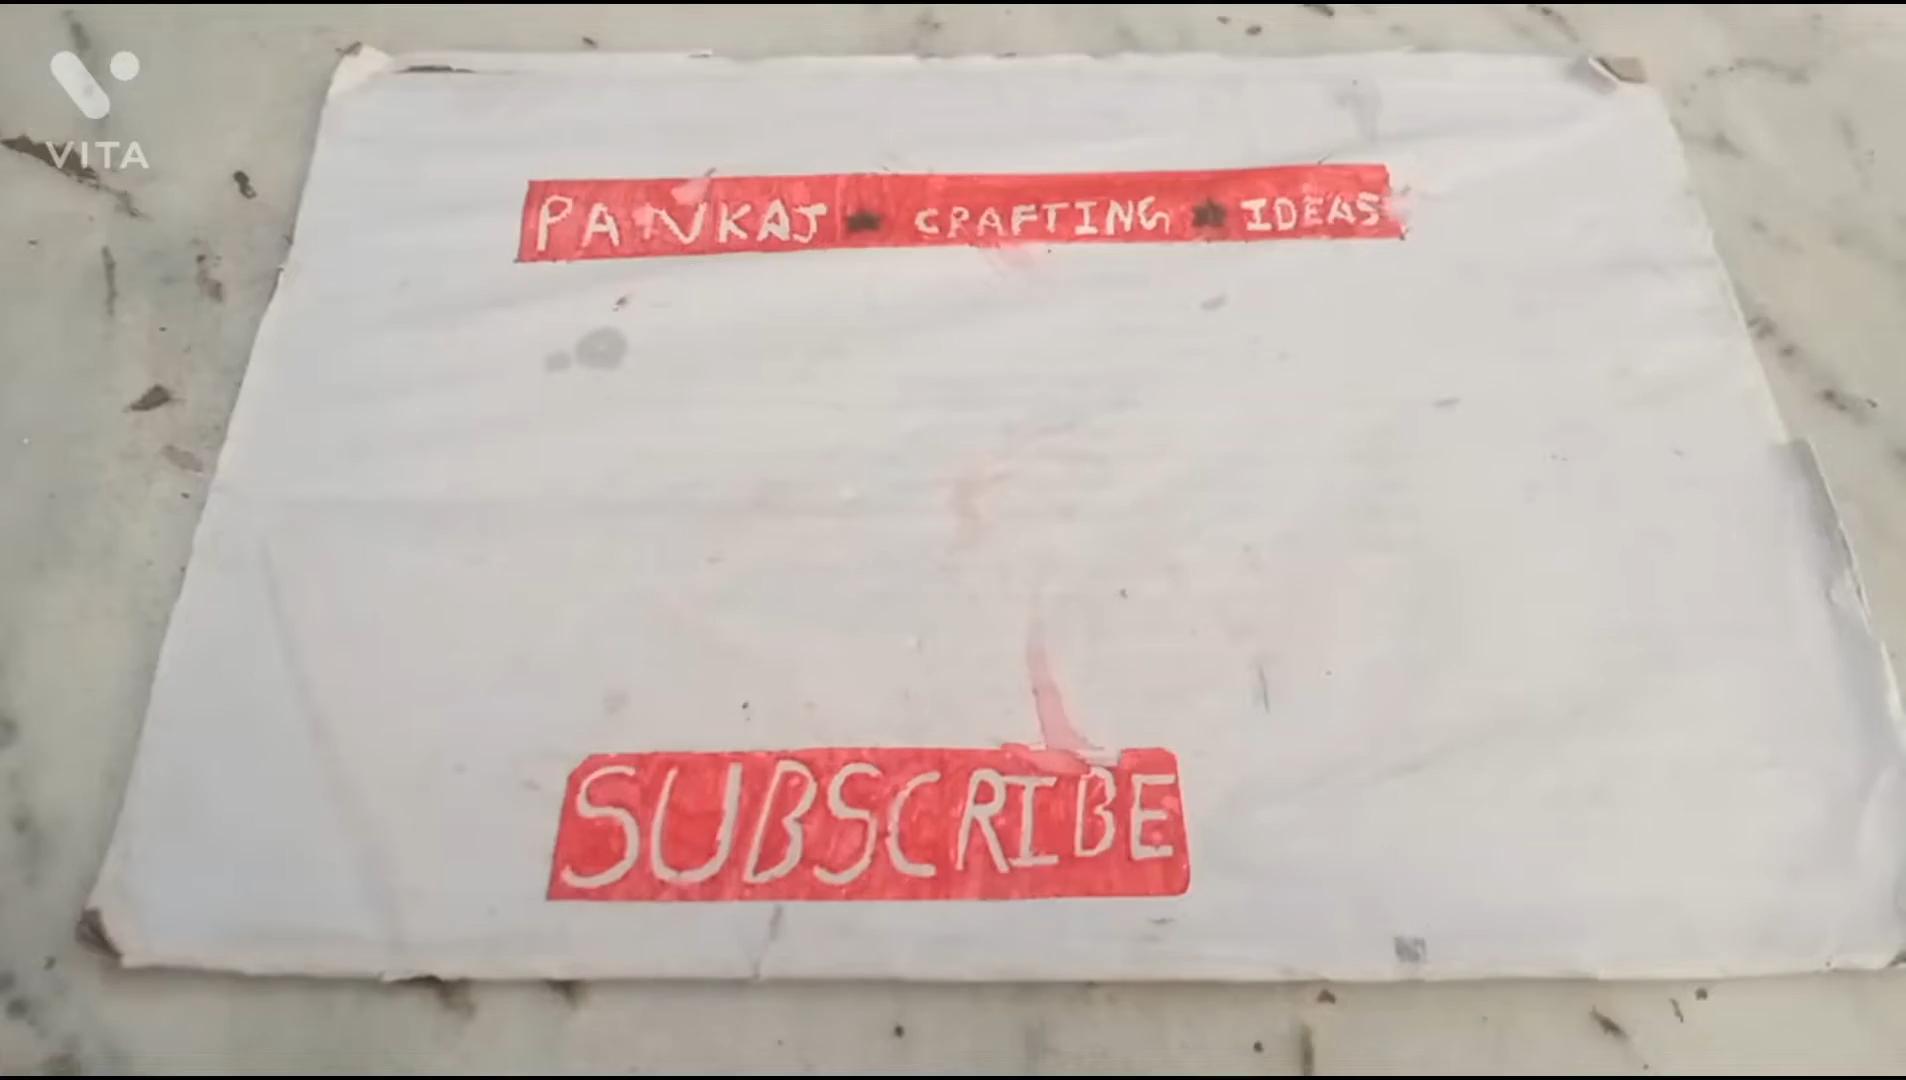 VITA
PANKAJ ★ CRAFTING ★ IDEAS
SUBSCRIBE